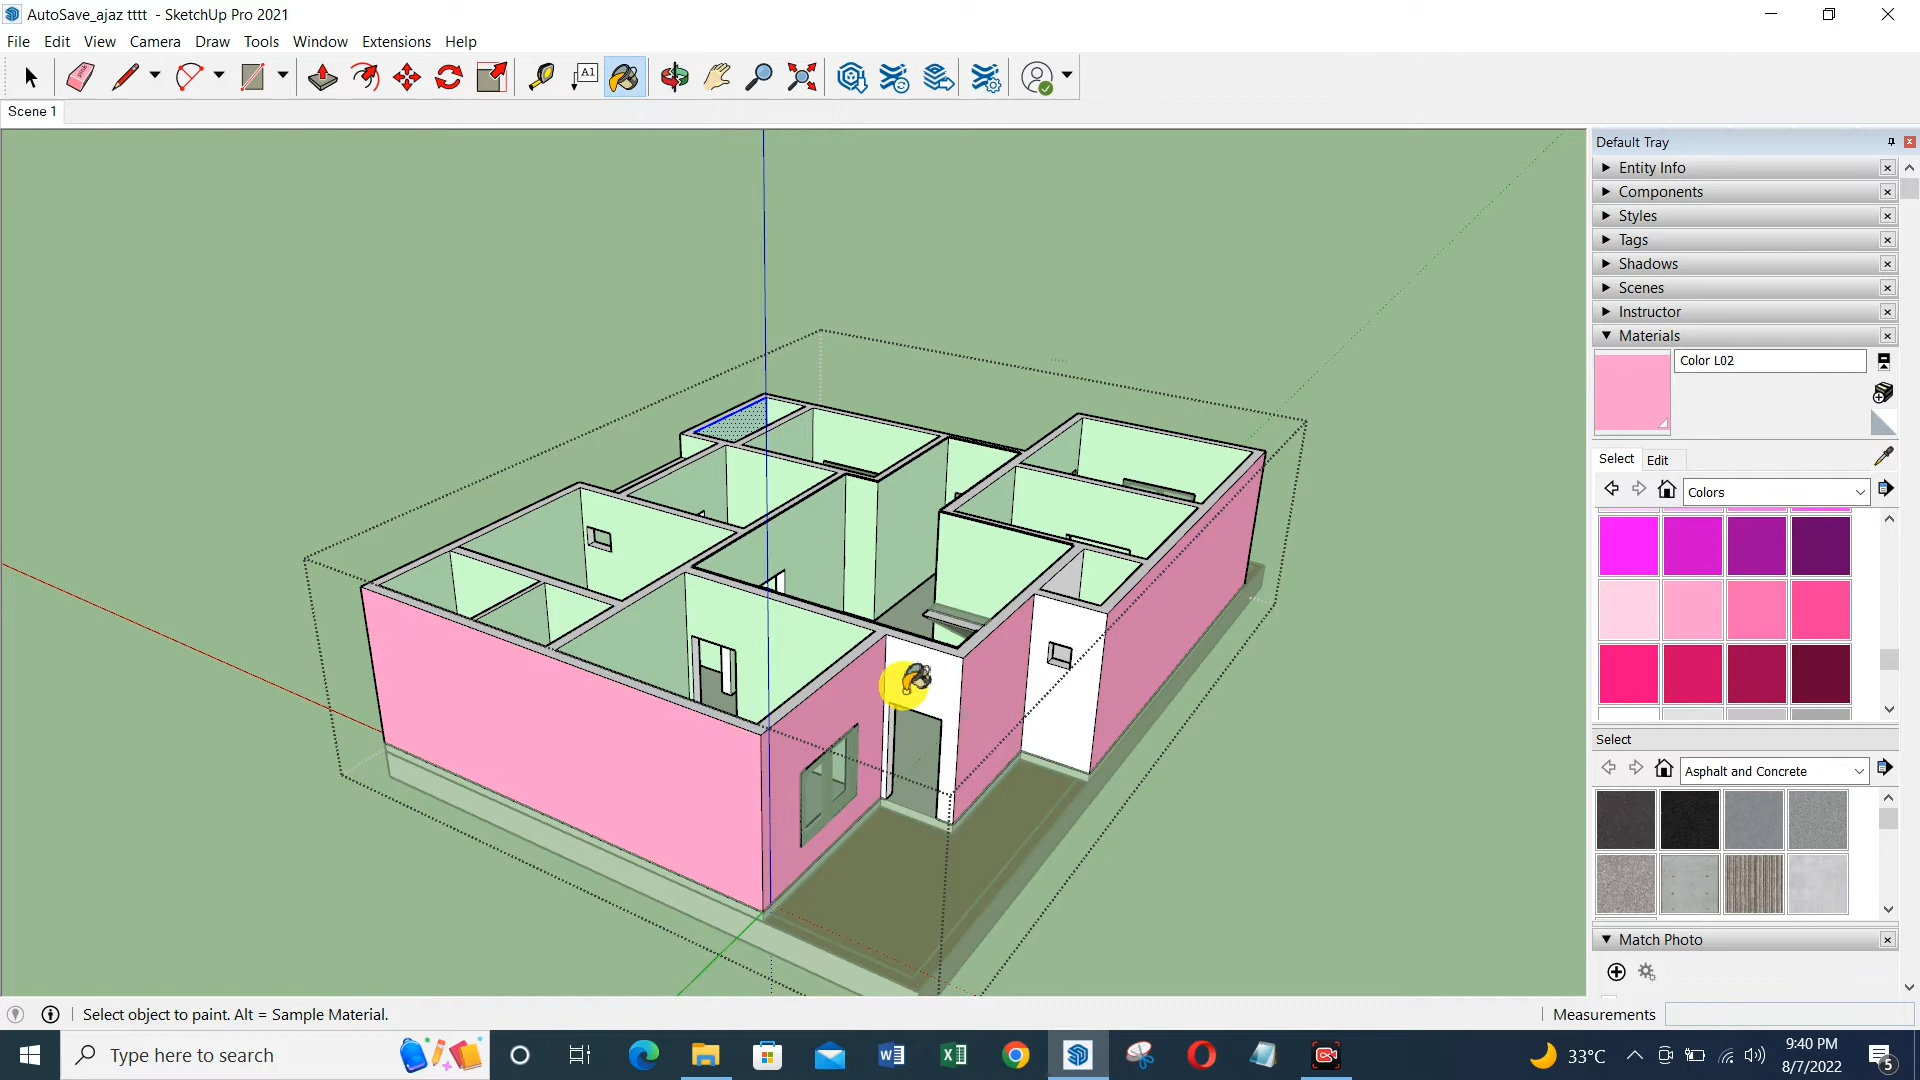 AutoSave_ajaz tttt - SketchUp Pro 2021
File Edit View Camera Draw Tools Window Extensions Help
A1
Scene 1
Default Tray
Entity Info
Components
Styles
Tags
Shadows
Scenes
Instructor
Materials
Color L02
Select Edit
Colors
Select
Asphalt and Concrete
Match Photo
Select object to paint. Alt = Sample Material.
Measurements
Type here to search
33°C
9:40 PM
8/7/2022
5